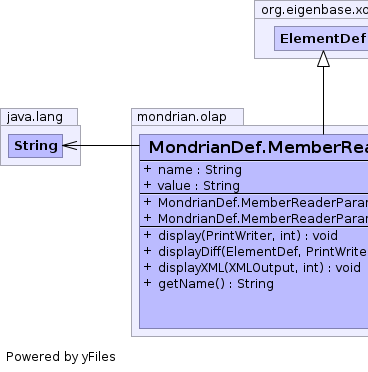 org.eigenbase.xo
ElementDef
java.lang
String
mondrian.olap
MondrianDef.MemberRea
+ name : String
+ value : String
+ MondrianDef.MemberReaderParar
+ MondrianDef.MemberReaderParar
+ display(PrintWriter, int) : void
+ displayDiff(ElementDef, PrintWrite
+ displayXML(XMLOutput, int) : void
+ getName() : String
Powered by yFiles